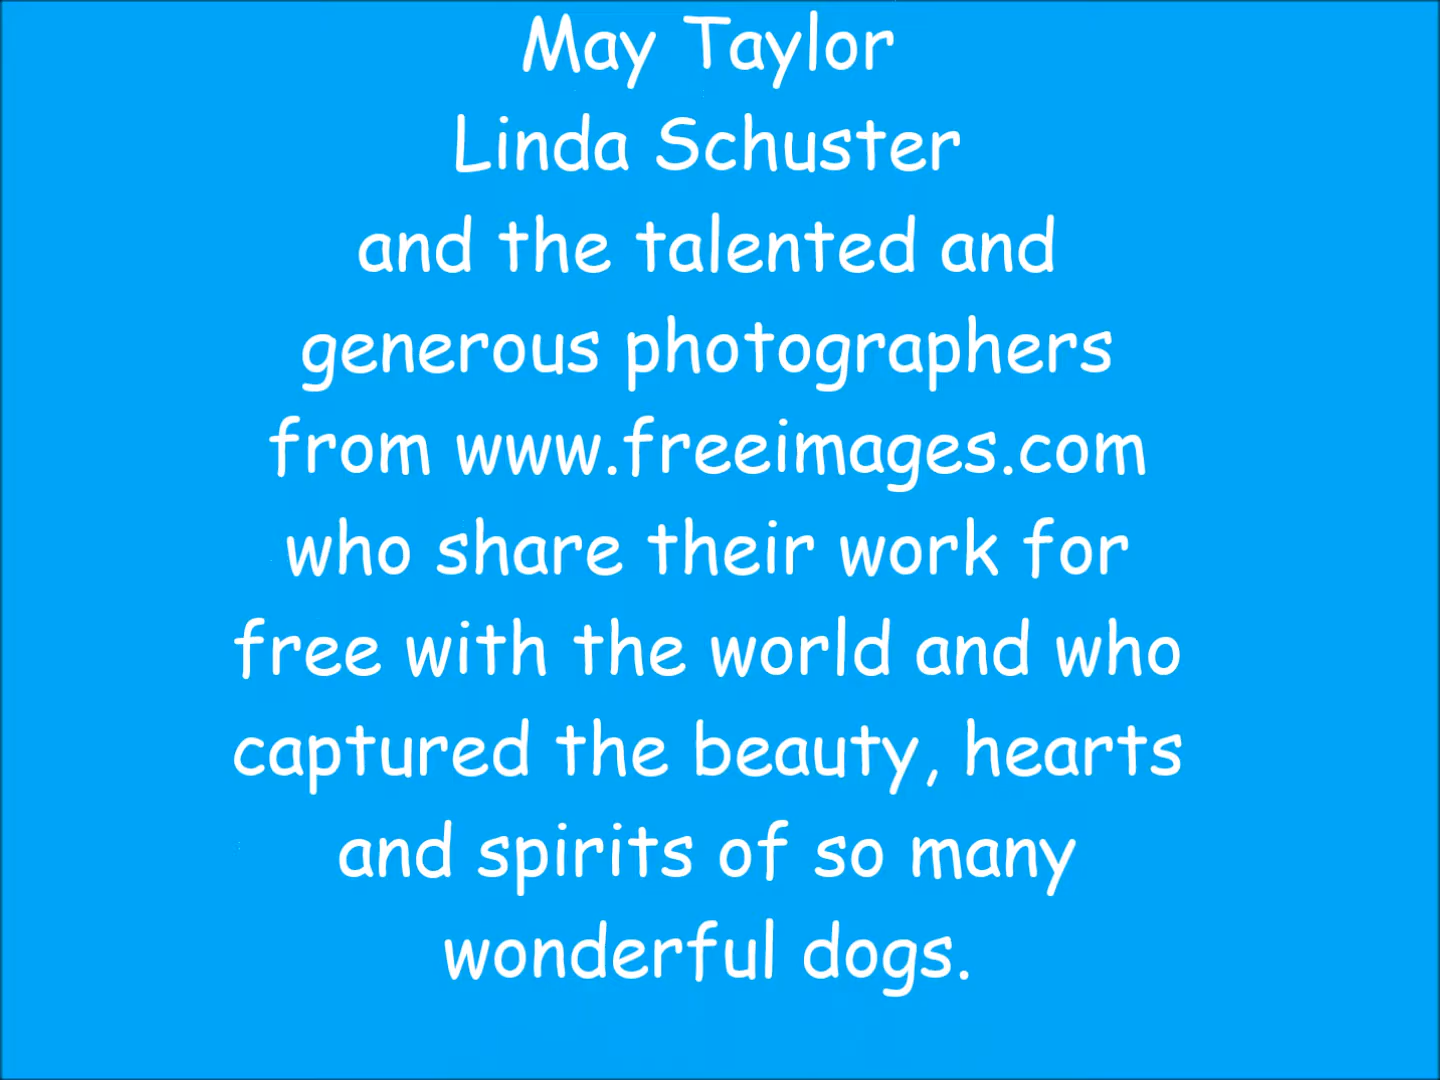 May Taylor
Linda Schuster
and the talented and
generous photographers
from www.freeimages.com
who share their work for
free with the world and who
captured the beauty, hearts
and spirits of so many
wonderful dogs.